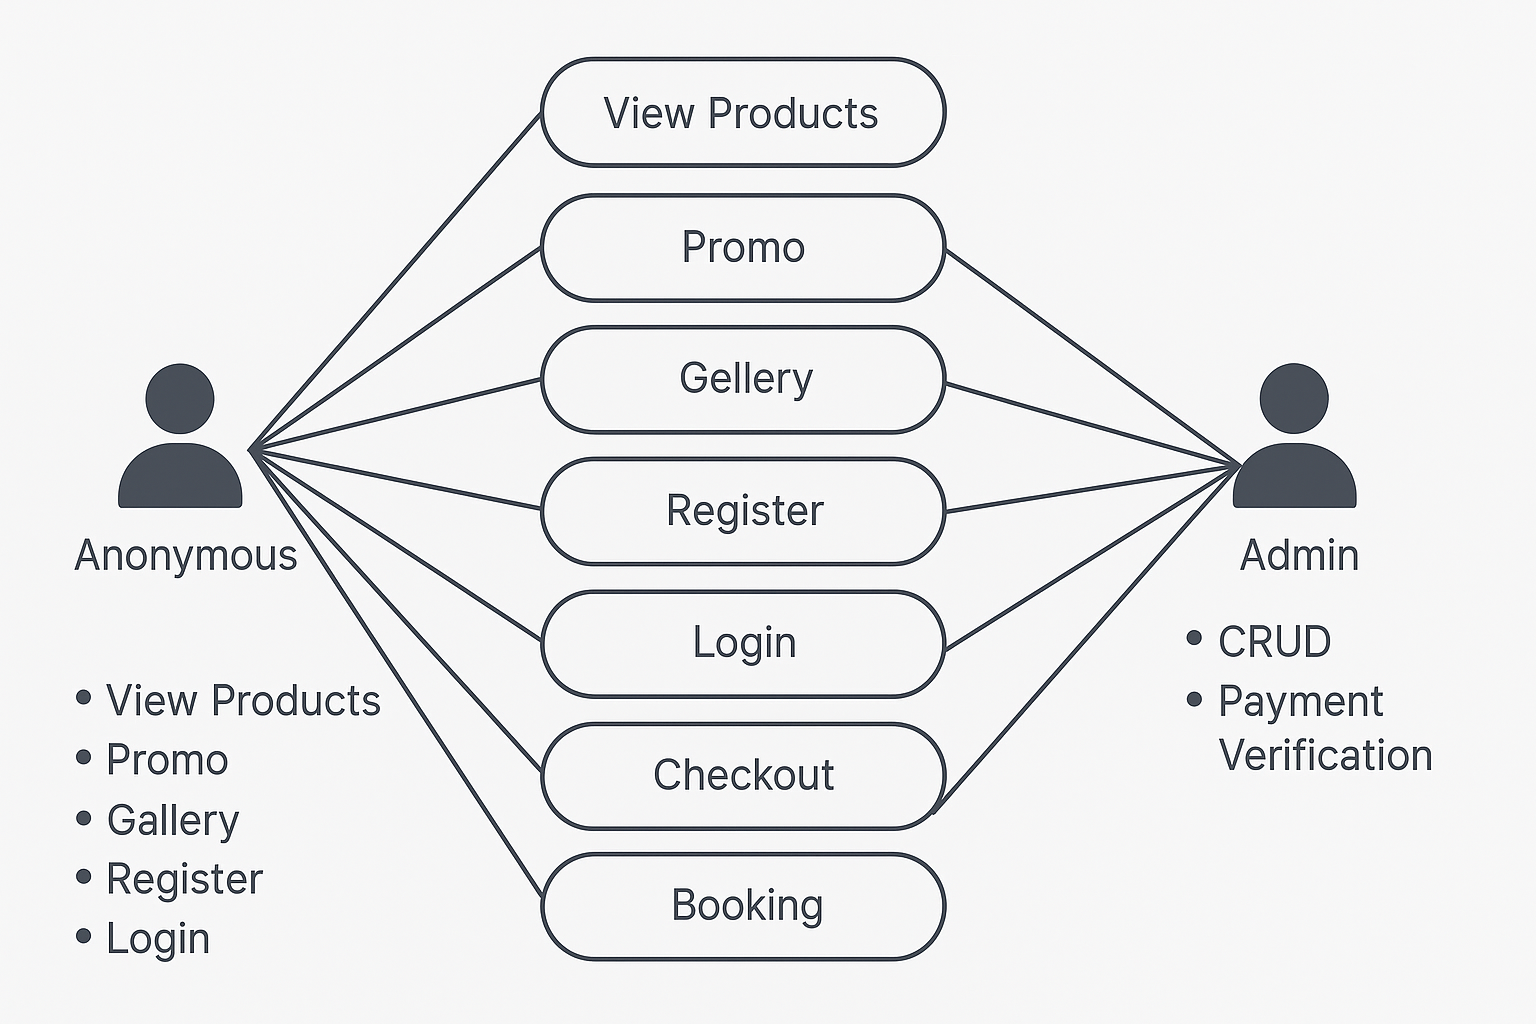 View Products
Promo
Gellery
Register
Login
Checkout
Booking
Anonymous
• View Products
• Promo
• Gallery
• Register
• Login
Admin
• CRUD
• Payment
Verification